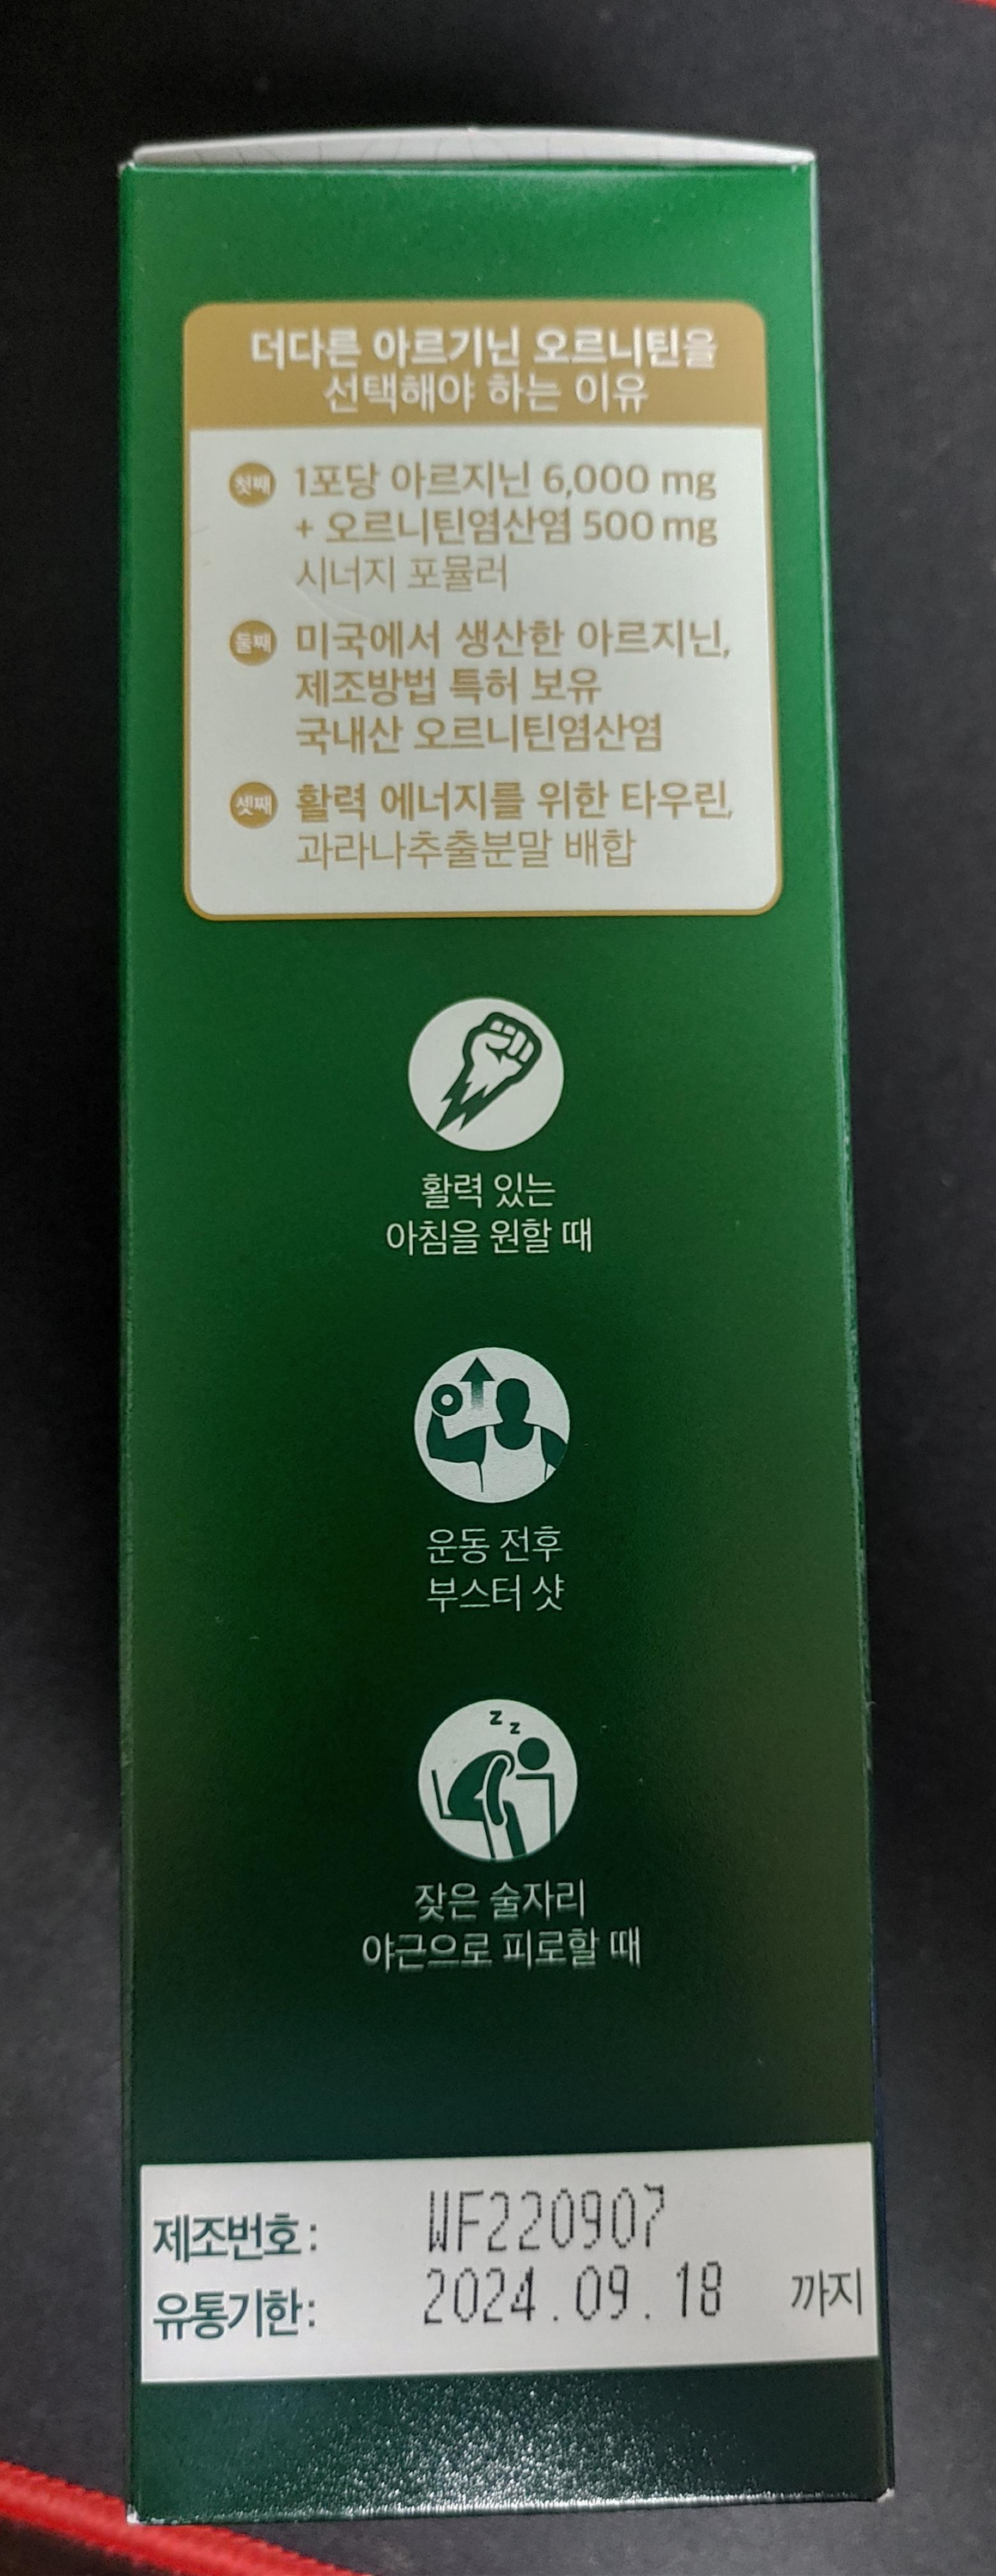 더다른 아르기닌 오르니틴을
선택해야 하는 이유
첫째 1포당 아르지닌 6,000 mg
+ 오르니틴염산염 500 mg
시너지 포뮬러
둘째 미국에서 생산한 아르지닌,
제조방법 특허 보유
국내산 오르니틴염산염
셋째 활력 에너지를 위한 타우린,
과라나추출분말 배합
활력 있는
아침을 원할 때
운동 전후
부스터 샷
z z
잦은 술자리
야근으로 피로할 때
제조번호: WF220907
유통기한: 2024.09.18 까지